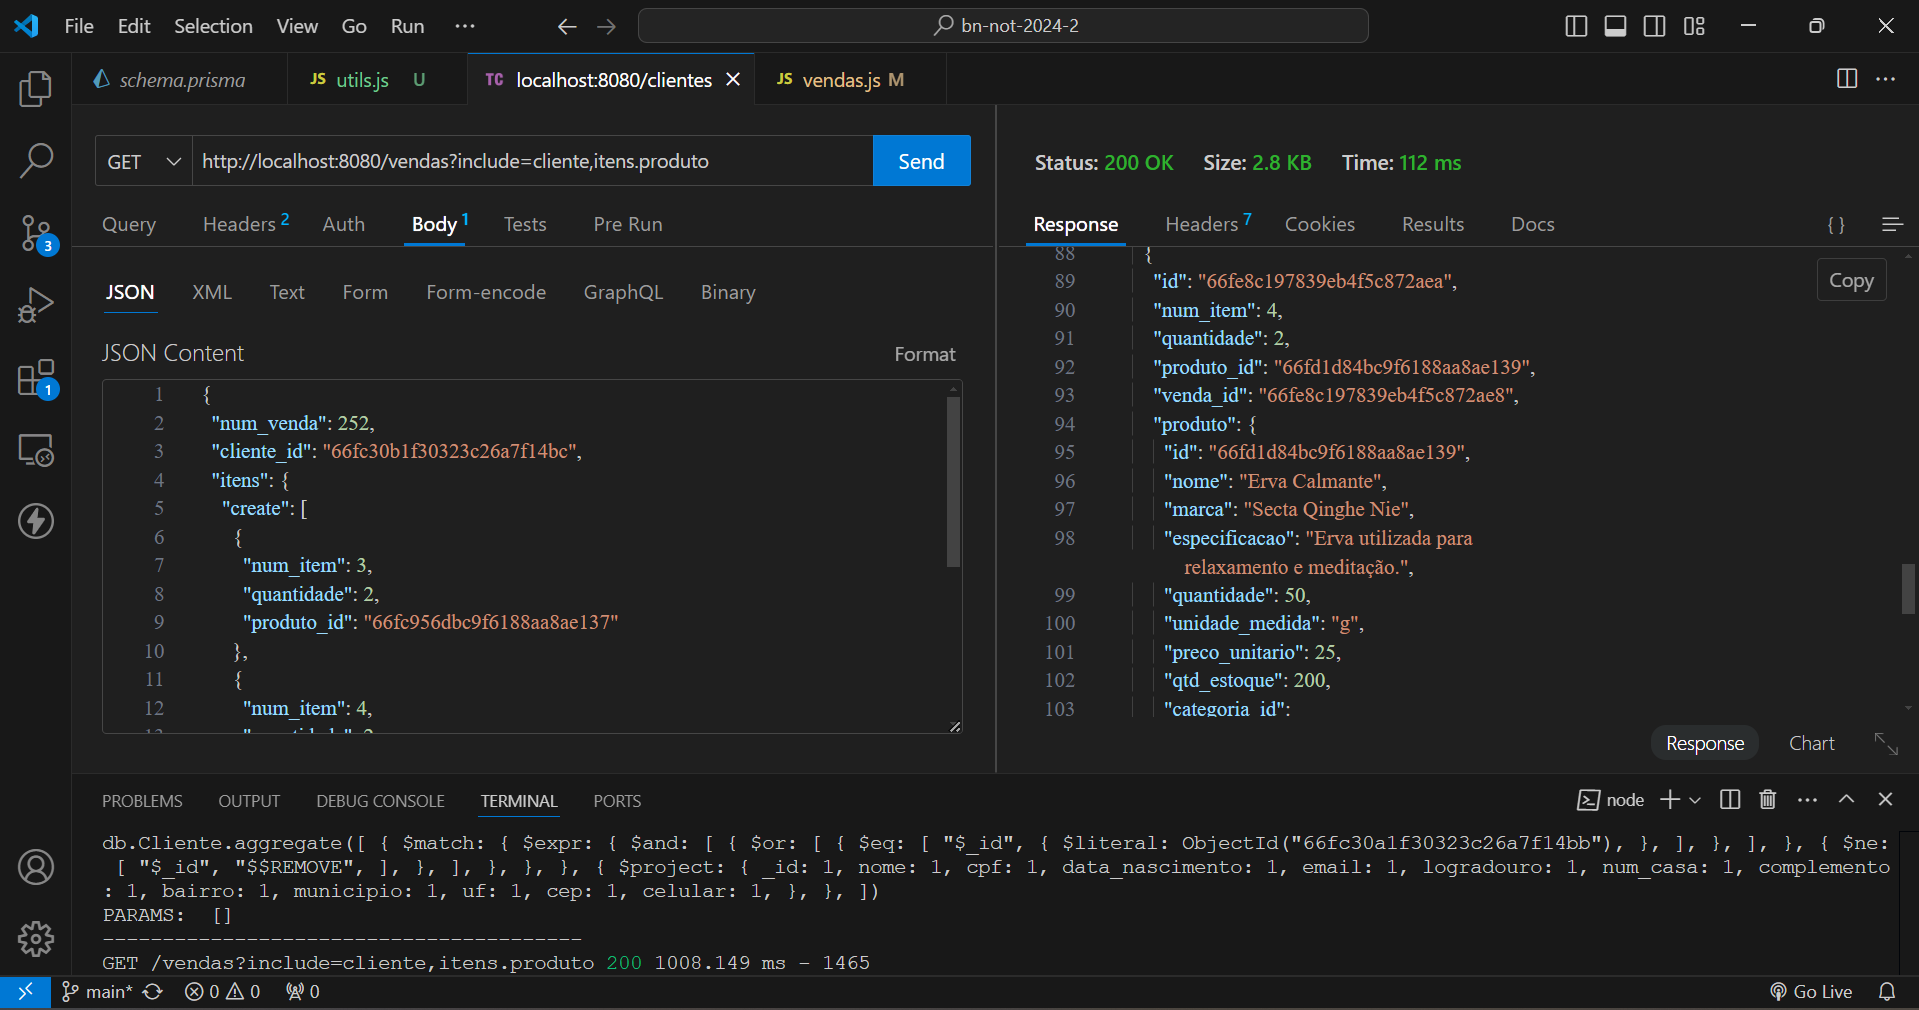 File Edit Selection View Go Run ··· bn-not-2024-2
schema.prisma JS utils.js U TC localhost:8080/clientes JS vendas.js M
GET http://localhost:8080/vendas?include=cliente,itens.produto Send
Status: 200 OK Size: 2.8 KB Time: 112 ms
Query Headers 2 Auth Body 1 Tests Pre Run
Response Headers 7 Cookies Results Docs { }
JSON XML Text Form Form-encode GraphQL Binary
JSON Content Format
1 {
2 "num_venda": 252,
3 "cliente_id": "66fc30b1f30323c26a7f14bc",
4 "itens": {
5 "create": [
6 {
7 "num_item": 3,
8 "quantidade": 2,
9 "produto_id": "66fc956dbc9f6188aa8ae137"
10 },
11 {
12 "num_item": 4,
88 {
89 "id": "66fe8c197839eb4f5c872aea",
Copy
90 "num_item": 4,
91 "quantidade": 2,
92 "produto_id": "66fd1d84bc9f6188aa8ae139",
93 "venda_id": "66fe8c197839eb4f5c872ae8",
94 "produto": {
95 "id": "66fd1d84bc9f6188aa8ae139",
96 "nome": "Erva Calmante",
97 "marca": "Secta Qinghe Nie",
98 "especificacao": "Erva utilizada para
relaxamento e meditação.",
99 "quantidade": 50,
100 "unidade_medida": "g",
101 "preco_unitario": 25,
102 "qtd_estoque": 200,
103 "categoria_id":
Response Chart
PROBLEMS OUTPUT DEBUG CONSOLE TERMINAL PORTS node
db.Cliente.aggregate([ { $match: { $expr: { $and: [ { $or: [ { $eq: [ "$_id", { $literal: ObjectId("66fc30a1f30323c26a7f14bb"), }, ], }, ], }, { $ne:
[ "$_id", "$$REMOVE", ], }, ], }, }, }, { $project: { _id: 1, nome: 1, cpf: 1, data_nascimento: 1, email: 1, logradouro: 1, num_casa: 1, complemento
: 1, bairro: 1, municipio: 1, uf: 1, cep: 1, celular: 1, }, }, ])
PARAMS: []
----------------------------------------
GET /vendas?include=cliente,itens.produto 200 1008.149 ms - 1465
main* 0 0 0 Go Live
3
1